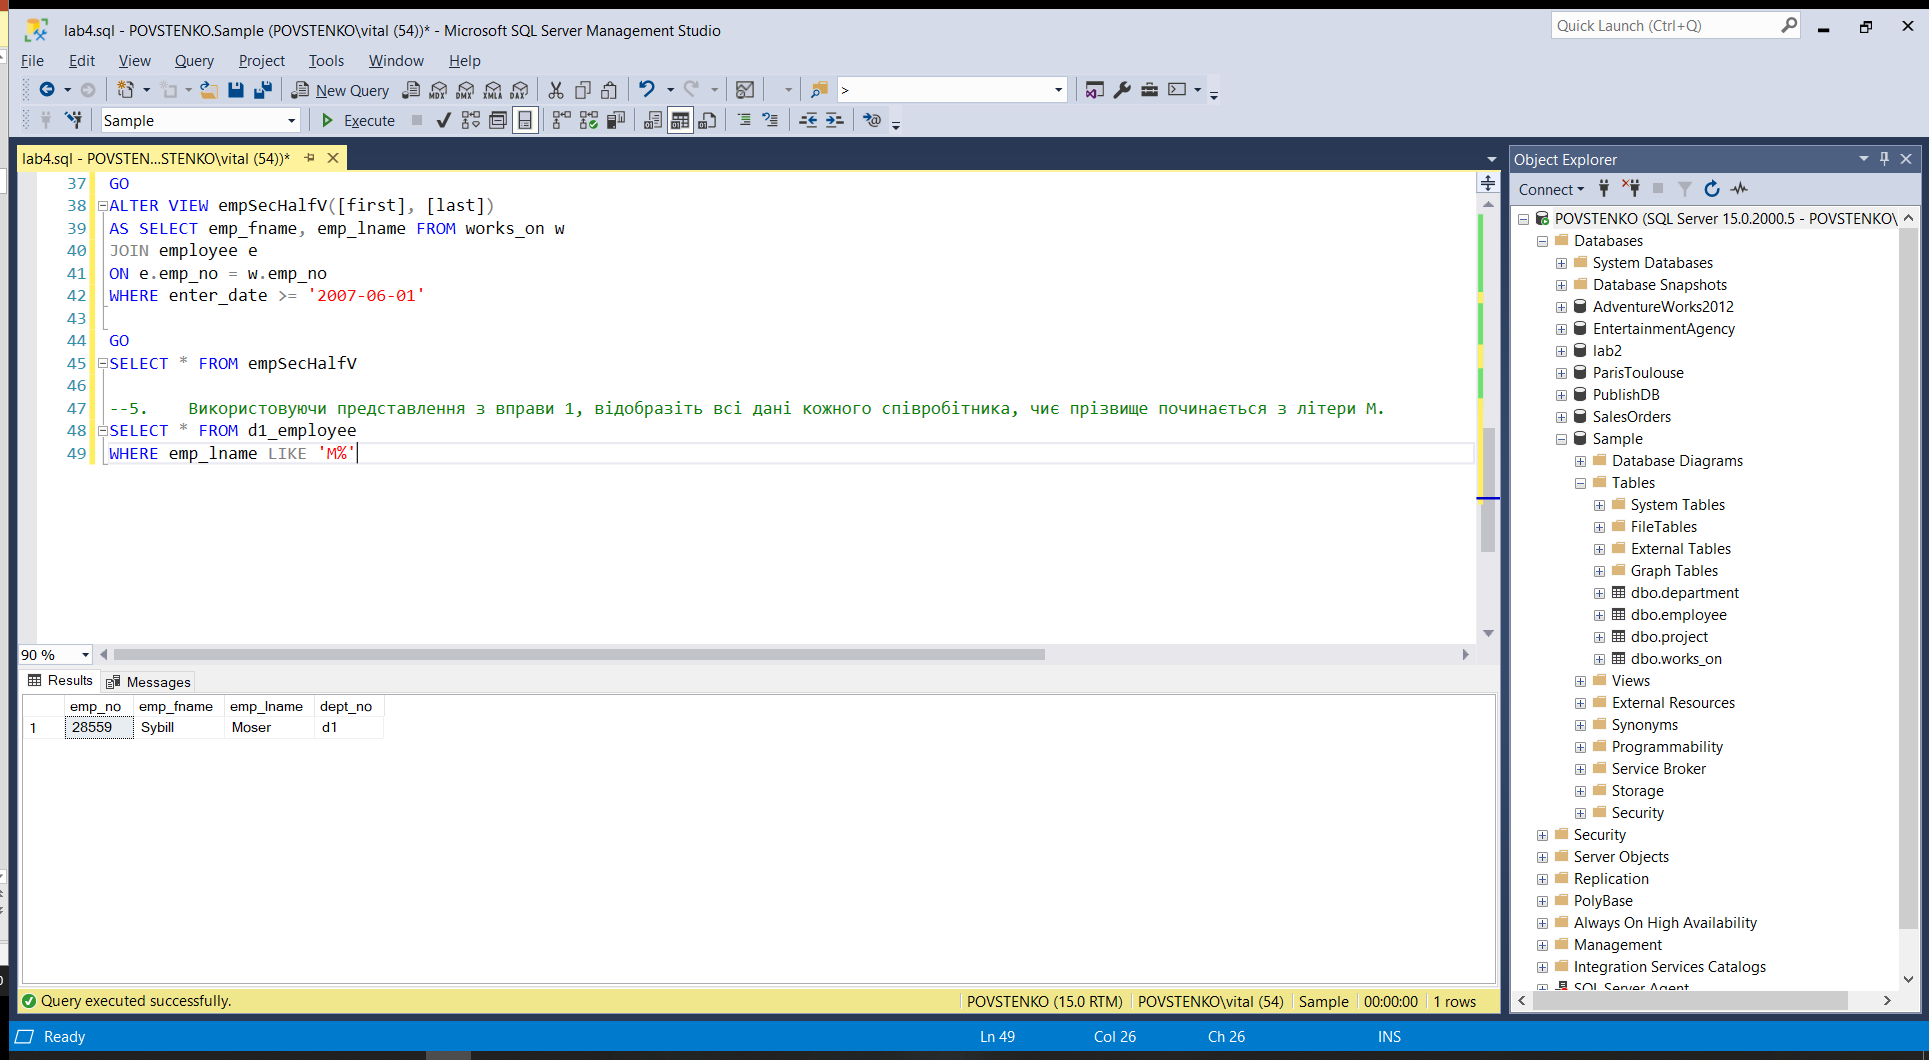 lab4.sql - POVSTENKO.Sample (POVSTENKO\vital (54))* - Microsoft SQL Server Management Studio
Quick Launch (Ctrl+Q)
File Edit View Query Project Tools Window Help
New Query MDX DMX XMLA DAX >
Sample Execute
lab4.sql - POVSTEN...STENKO\vital (54))*
37 GO
38 ALTER VIEW empSecHalfV([first], [last])
39 AS SELECT emp_fname, emp_lname FROM works_on w
40 JOIN employee e
41 ON e.emp_no = w.emp_no
42 WHERE enter_date >= '2007-06-01'
43
44 GO
45 SELECT * FROM empSecHalfV
46
47 --5. Використовуючи представлення з вправи 1, відобразіть всі дані кожного співробітника, чиє прізвище починається з літери М.
48 SELECT * FROM d1_employee
49 WHERE emp_lname LIKE 'M%'
90 %
Results Messages
emp_no emp_fname emp_lname dept_no
1 28559 Sybill Moser d1
Query executed successfully.
POVSTENKO (15.0 RTM) POVSTENKO\vital (54) Sample 00:00:00 1 rows
Object Explorer
Connect
POVSTENKO (SQL Server 15.0.2000.5 - POVSTENKO\
Databases
System Databases
Database Snapshots
AdventureWorks2012
EntertainmentAgency
lab2
ParisToulouse
PublishDB
SalesOrders
Sample
Database Diagrams
Tables
System Tables
FileTables
External Tables
Graph Tables
dbo.department
dbo.employee
dbo.project
dbo.works_on
Views
External Resources
Synonyms
Programmability
Service Broker
Storage
Security
Security
Server Objects
Replication
PolyBase
Always On High Availability
Management
Integration Services Catalogs
SQL Server Agent
Ready Ln 49 Col 26 Ch 26 INS